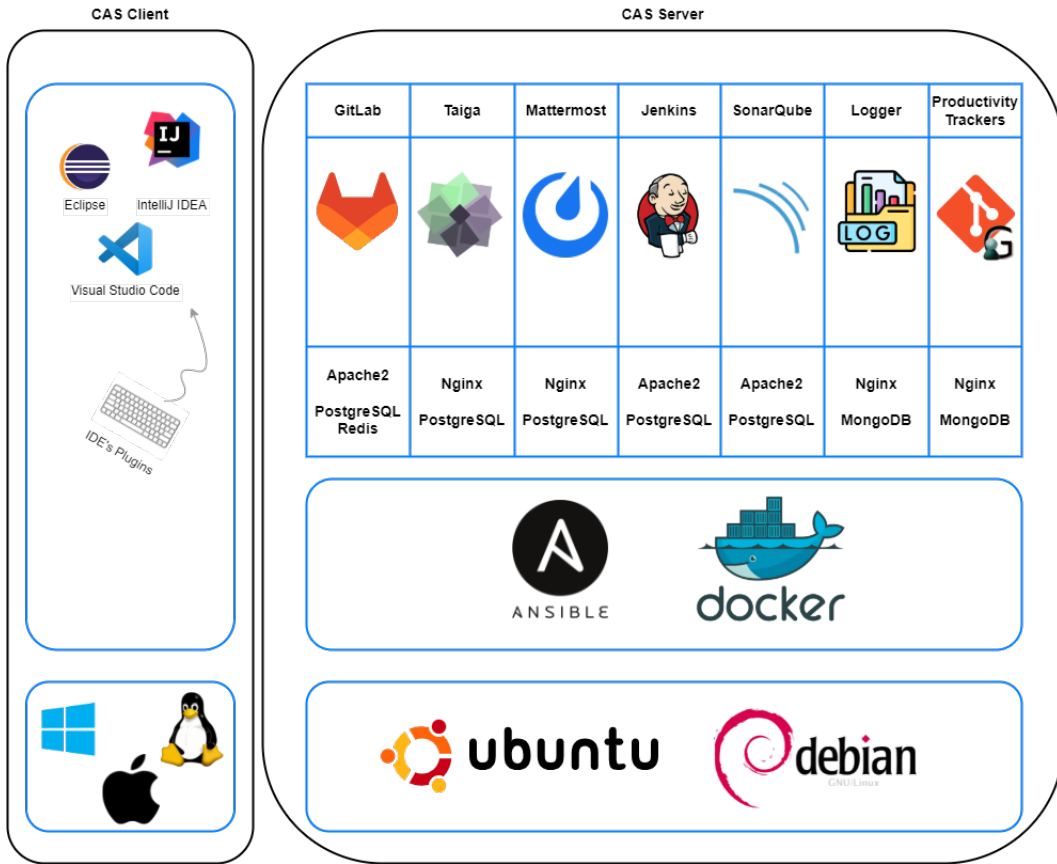 CAS Client
CAS Server
Eclipse
IJ
IntelliJ IDEA
Visual Studio Code
IDE's Plugins
GitLab
Taiga
Mattermost
Jenkins
SonarQube
Logger
Productivity
Trackers
LOG
G
Apache2
PostgreSQL
Redis
Nginx
PostgreSQL
Nginx
PostgreSQL
Apache2
PostgreSQL
Apache2
PostgreSQL
Nginx
MongoDB
Nginx
MongoDB
A
ANSIBLE
docker
ubuntu
debian
GNU/Linux